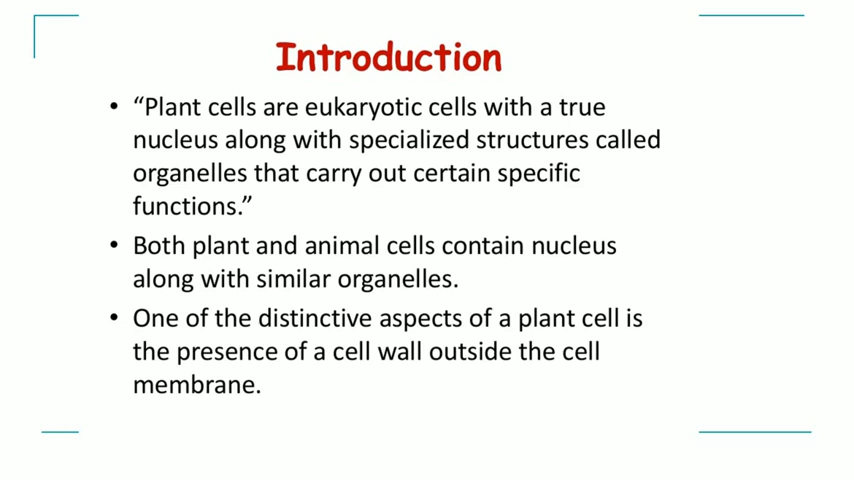 Introduction
• “Plant cells are eukaryotic cells with a true
nucleus along with specialized structures called
organelles that carry out certain specific
functions.”
• Both plant and animal cells contain nucleus
along with similar organelles.
• One of the distinctive aspects of a plant cell is
the presence of a cell wall outside the cell
membrane.